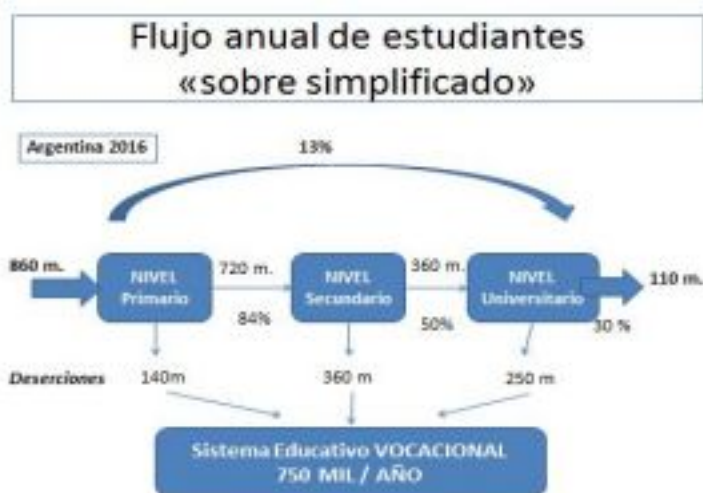 Flujo anual de estudiantes
«sobre simplificado»
Argentina 2016
13%
860 m.
NIVEL
Primario
720 m.
84%
NIVEL
Secundario
360 m.
50%
NIVEL
Universitario
110 m.
30 %
Deserciones
140m
360 m
250 m
Sistema Educativo VOCACIONAL
750 MIL / AÑO